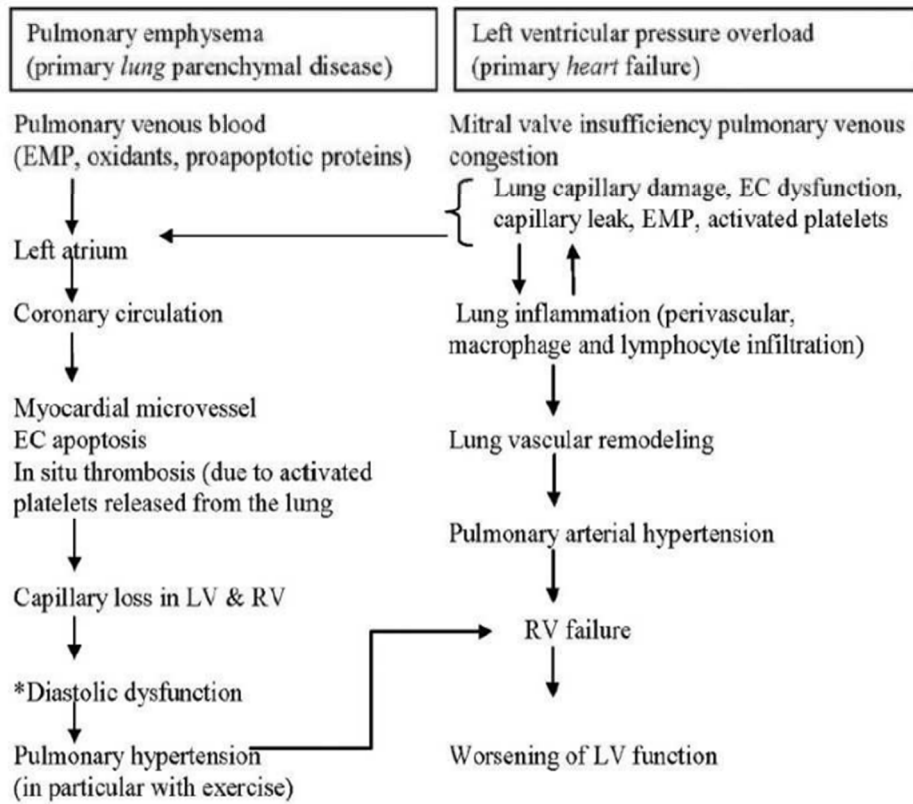 Pulmonary emphysema
(primary lung parenchymal disease)
Left ventricular pressure overload
(primary heart failure)
Pulmonary venous blood
(EMP, oxidants, proapoptotic proteins)
Left atrium
Coronary circulation
Myocardial microvessel
EC apoptosis
In situ thrombosis (due to activated
platelets released from the lung
Capillary loss in LV & RV
*Diastolic dysfunction
Pulmonary hypertension
(in particular with exercise)
Mitral valve insufficiency pulmonary venous
congestion
Lung capillary damage, EC dysfunction,
capillary leak, EMP, activated platelets
Lung inflammation (perivascular,
macrophage and lymphocyte infiltration)
Lung vascular remodeling
Pulmonary arterial hypertension
RV failure
Worsening of LV function